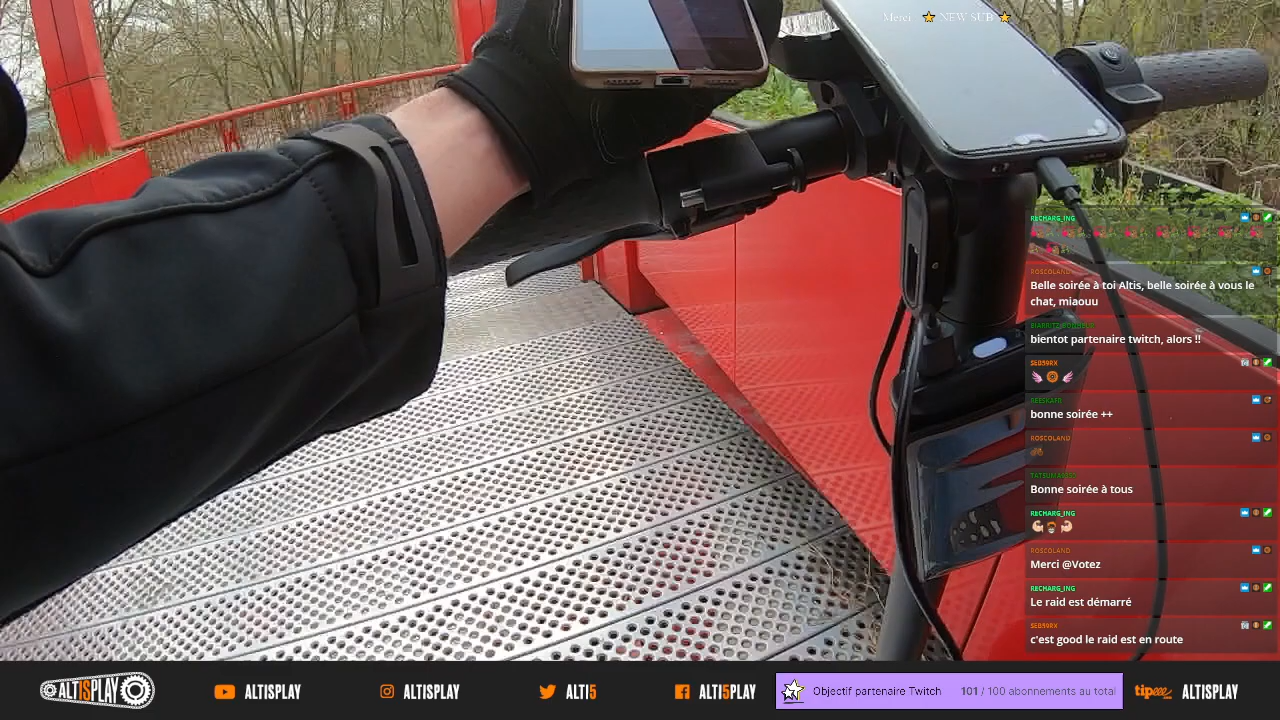 Merci ⭐ NEW SUB ⭐
RECHARG_ING
ROSCOLAND
Belle soirée à toi Altis, belle soirée à vous le
chat, miaouu
bientot partenaire twitch, alors !!
SEB59RX
bonne soirée ++
ROSCOLAND
Bonne soirée à tous
RECHARG_ING
ROSCOLAND
Merci @Votez
RECHARG_ING
Le raid est démarré
SEB59RX
c'est good le raid est en route
ALTISPLAY
ALTISPLAY
ALTISPLAY
ALTI5
ALTI5PLAY
Objectif partenaire Twitch 101 / 100 abonnements au total
tipeee ALTISPLAY